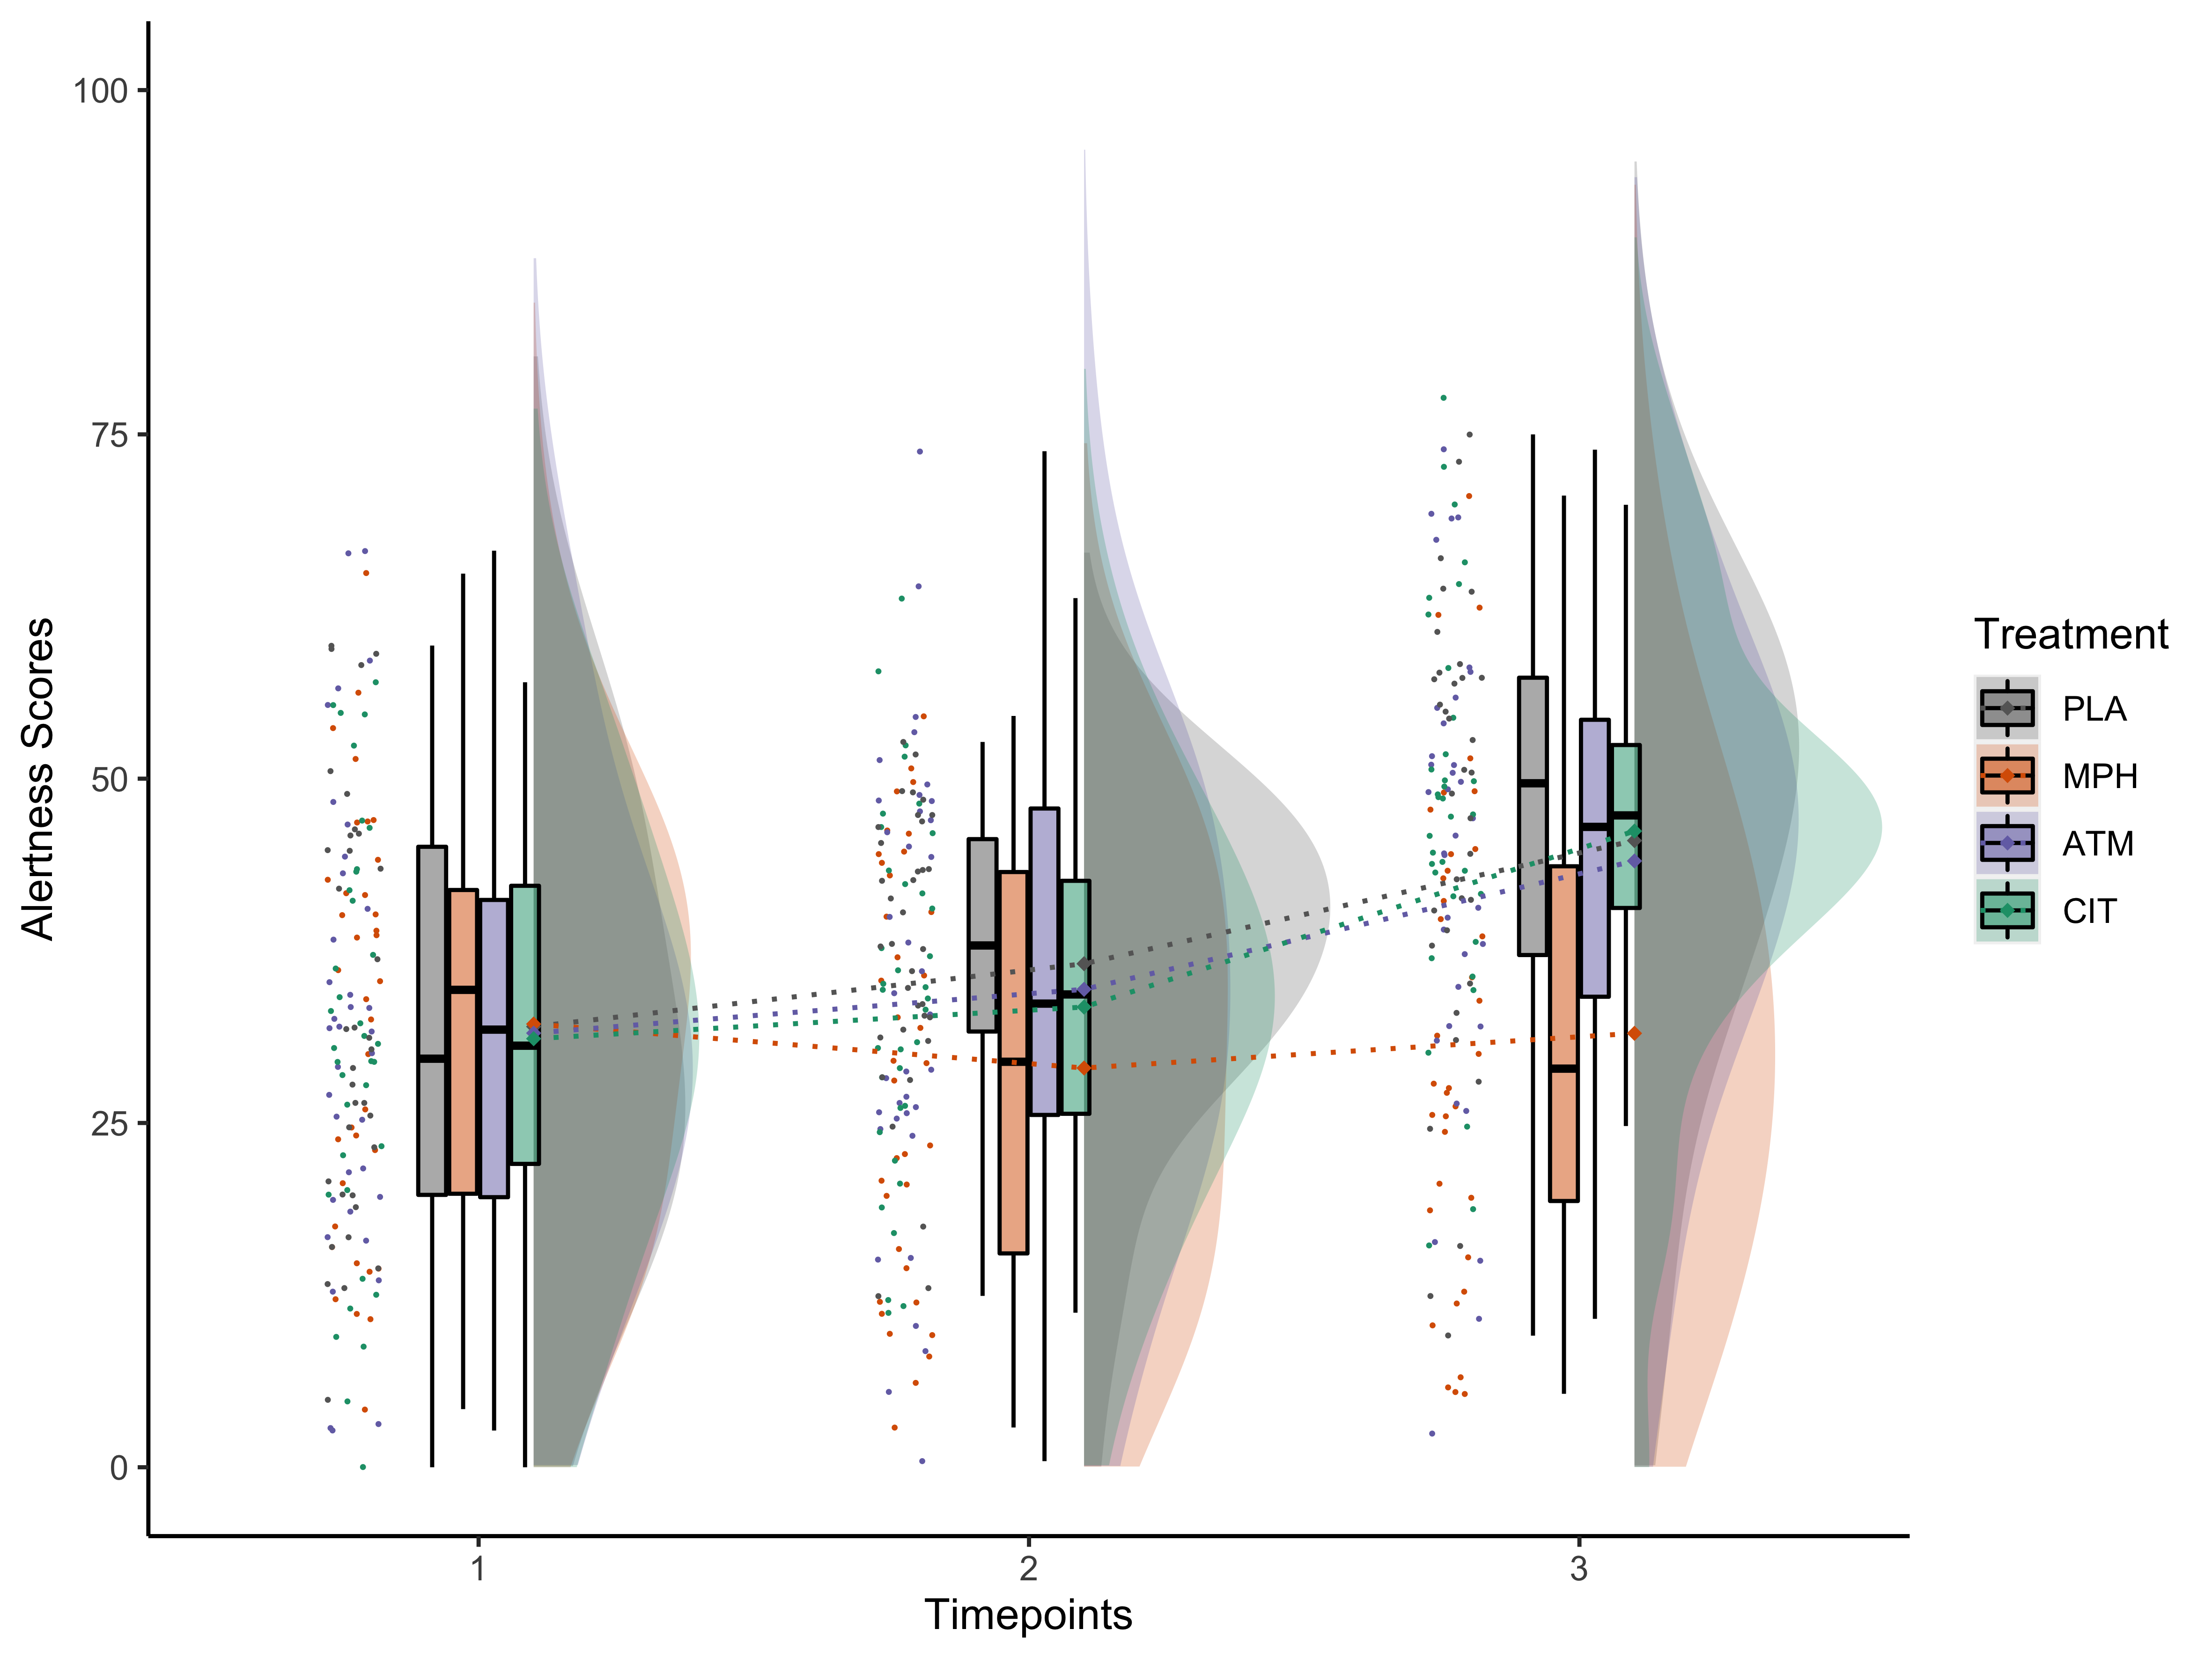 100
75
50
25
0
Alertness Scores
1
2
3
Timepoints
Treatment
PLA
MPH
ATM
CIT